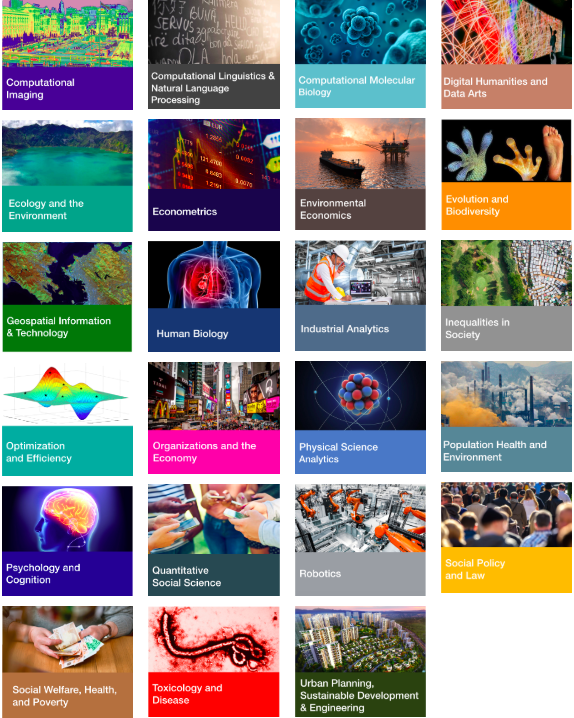 Computational
Imaging
Computational Linguistics &
Natural Language
Processing
Computational Molecular
Biology
Digital Humanities and
Data Arts
Ecology and the
Environment
Econometrics
Environmental
Economics
Evolution and
Biodiversity
Geospatial Information
& Technology
Human Biology
Industrial Analytics
Inequalities in
Society
Optimization
and Efficiency
Organizations and the
Economy
Physical Science
Analytics
Population Health and
Environment
Psychology and
Cognition
Quantitative
Social Science
Robotics
Social Policy
and Law
Social Welfare, Health,
and Poverty
Toxicology and
Disease
Urban Planning,
Sustainable Development
& Engineering